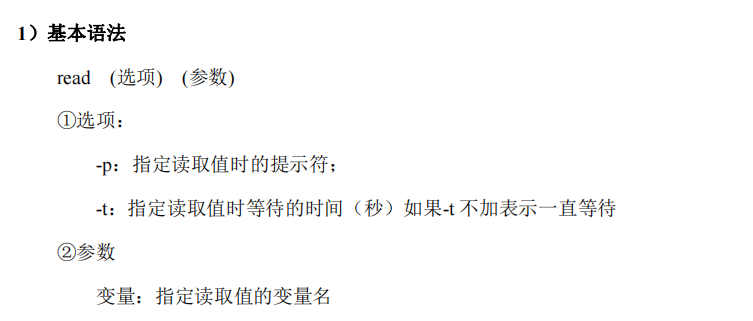 1）基本语法
read (选项) (参数)
①选项：
-p：指定读取值时的提示符；
-t：指定读取值时等待的时间（秒）如果-t 不加表示一直等待
②参数
变量：指定读取值的变量名